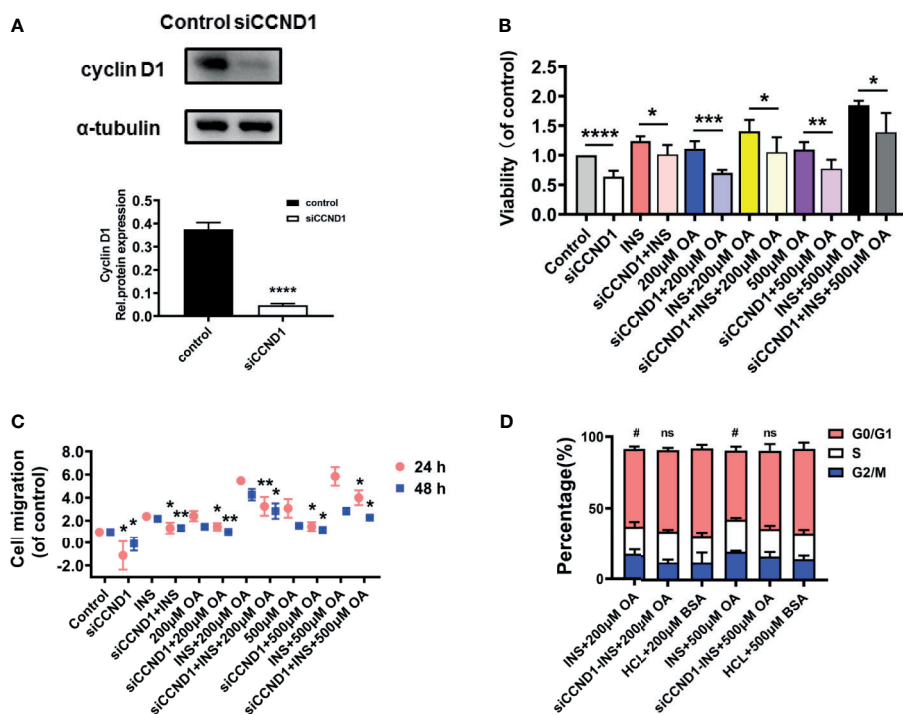 A
Control siCCND1
cyclin D1
α-tubulin
Cyclin D1
Rel.protein expression
0.4
0.3
0.2
0.1
0.0
control
siCCND1
****
control
siCCND1
B
Viability (of control)
2.5
2.0
1.5
1.0
0.5
0.0
**** * *** * ** *
Control
siCCND1
INS
siCCND1+INS
200μM OA
siCCND1+200μM OA
INS+200μM OA
siCCND1+INS+200μM OA
500μM OA
siCCND1+500μM OA
INS+500μM OA
siCCND1+INS+500μM OA
C
Cell migration
(of control)
8.0
6.0
4.0
2.0
0.0
-2.0
24 h
48 h
* * * ** * ** ** * * * * *
Control
siCCND1
INS
siCCND1+INS
200μM OA
siCCND1+200μM OA
INS+200μM OA
siCCND1+INS+200μM OA
500μM OA
siCCND1+500μM OA
INS+500μM OA
siCCND1+INS+500μM OA
D
Percentage(%)
100
50
0
# ns # ns
G0/G1
S
G2/M
INS+200μM OA
siCCND1-INS+200μM OA
HCL+200μM BSA
INS+500μM OA
siCCND1-INS+500μM OA
HCL+500μM BSA